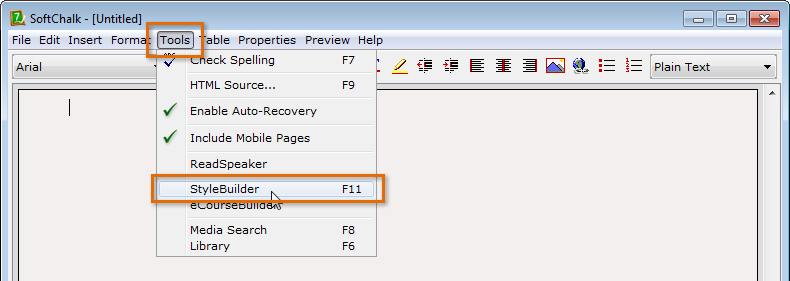 SoftChalk - [Untitled]
File Edit Insert Format Tools Table Properties Preview Help
Arial Plain Text
Check Spelling F7
HTML Source... F9
Enable Auto-Recovery
Include Mobile Pages
ReadSpeaker
StyleBuilder F11
eCourseBuilder
Media Search F8
Library F6